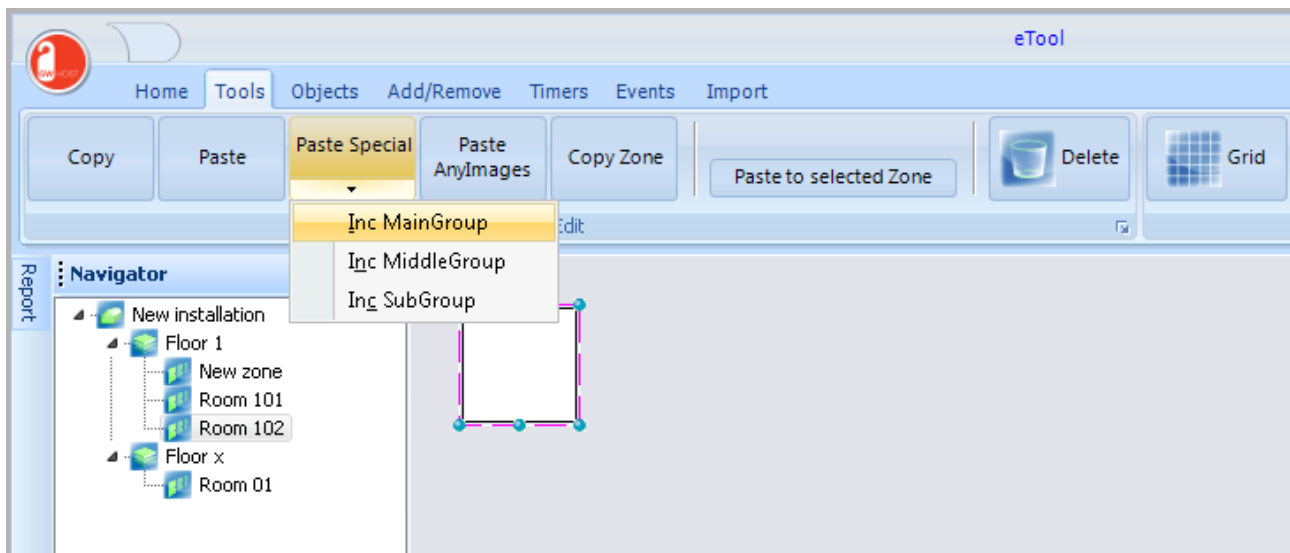 eTool
a
GW-HOST
Home Tools Objects Add/Remove Timers Events Import
Copy
Paste
Paste Special
Paste
AnyImages
Copy Zone
Paste to selected Zone
Delete
Grid
Edit
Inc MainGroup
Inc MiddleGroup
Inc SubGroup
Report
Navigator
New installation
Floor 1
New zone
Room 101
Room 102
Floor x
Room 01